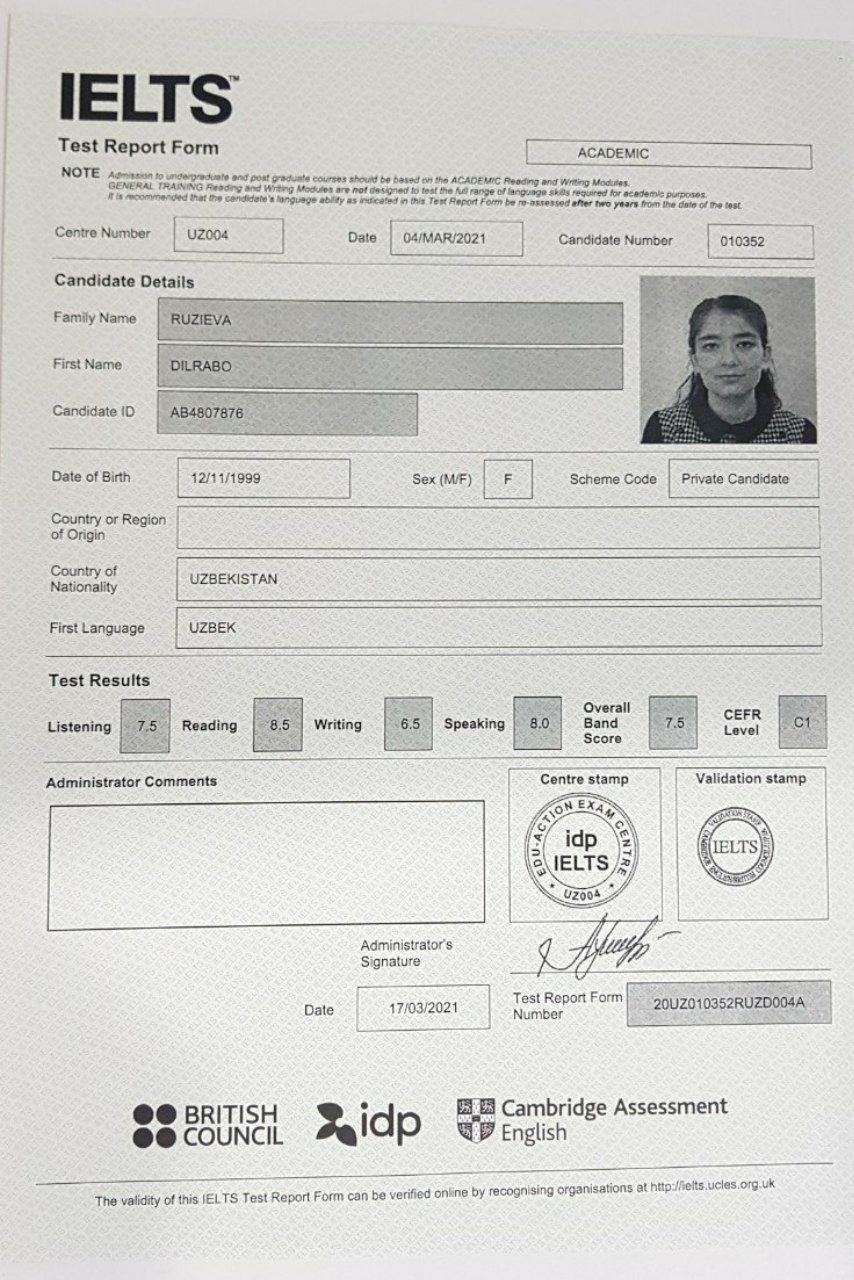 IELTS™
Test Report Form
ACADEMIC
NOTE Admission to undergraduate and post graduate courses should be based on the ACADEMIC Reading and Writing Modules.
GENERAL TRAINING Reading and Writing Modules are not designed to test the full range of language skills required for academic purposes.
It is recommended that the candidate's language ability as indicated in this Test Report Form be re-assessed after two years from the date of the test.
Centre Number UZ004 Date 04/MAR/2021 Candidate Number 010352
Candidate Details
Family Name RUZIEVA
First Name DILRABO
Candidate ID AB4807876
Date of Birth 12/11/1999 Sex (M/F) F Scheme Code Private Candidate
Country or Region
of Origin
Country of
Nationality UZBEKISTAN
First Language UZBEK
Test Results
Listening 7.5 Reading 8.5 Writing 6.5 Speaking 8.0 Overall Band Score 7.5 CEFR Level C1
Administrator Comments
Centre stamp
EDU-ACTION EXAM CENTRE
idp
IELTS
UZ004
Validation stamp
IELTS
Administrator's
Signature
Date 17/03/2021
Test Report Form
Number 20UZ010352RUZD004A
BRITISH
COUNCIL
idp
Cambridge Assessment
English
The validity of this IELTS Test Report Form can be verified online by recognising organisations at http://ielts.ucles.org.uk